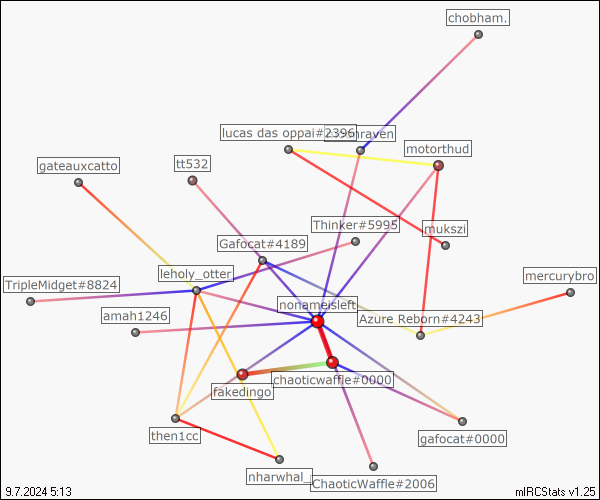 chobham.
lucas das oppai#2396
nraven
motorthud
gateauxcatto
tt532
Thinker#5995
mukszi
Gafocat#4189
leholy_otter
mercurybro
TripleMidget#8824
nonameisleft
amah1246
Azure Reborn#4243
chaoticwaffle#0000
fakedingo
then1cc
gafocat#0000
nharwhal_
ChaoticWaffle#2006
9.7.2024 5:13
mIRCStats v1.25